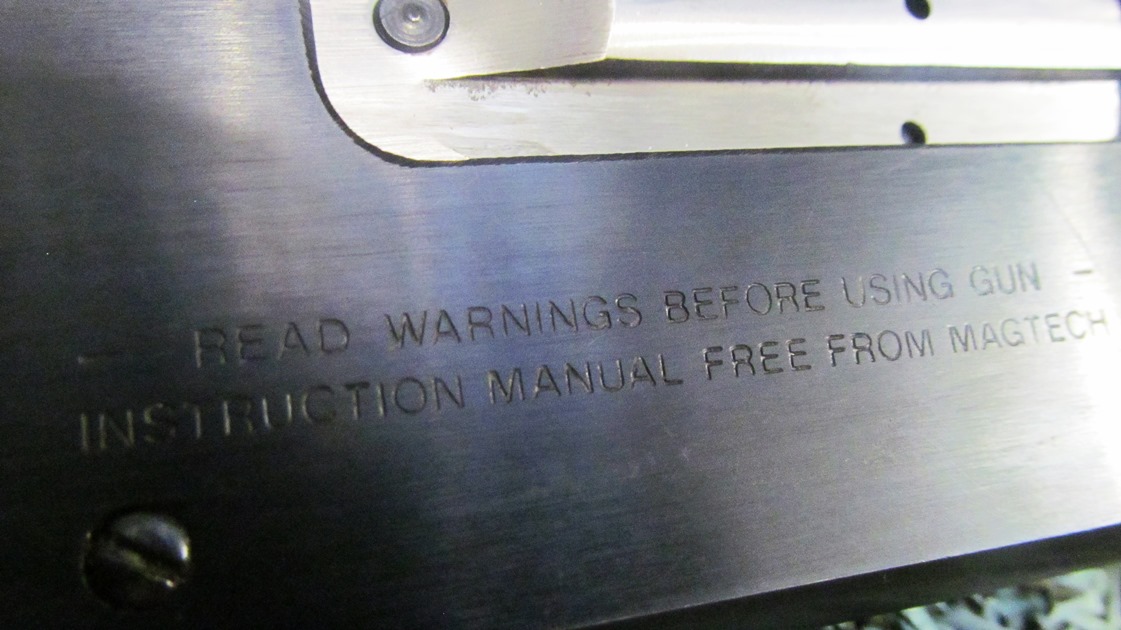 — READ WARNINGS BEFORE USING GUN —
INSTRUCTION MANUAL FREE FROM MAGTECH